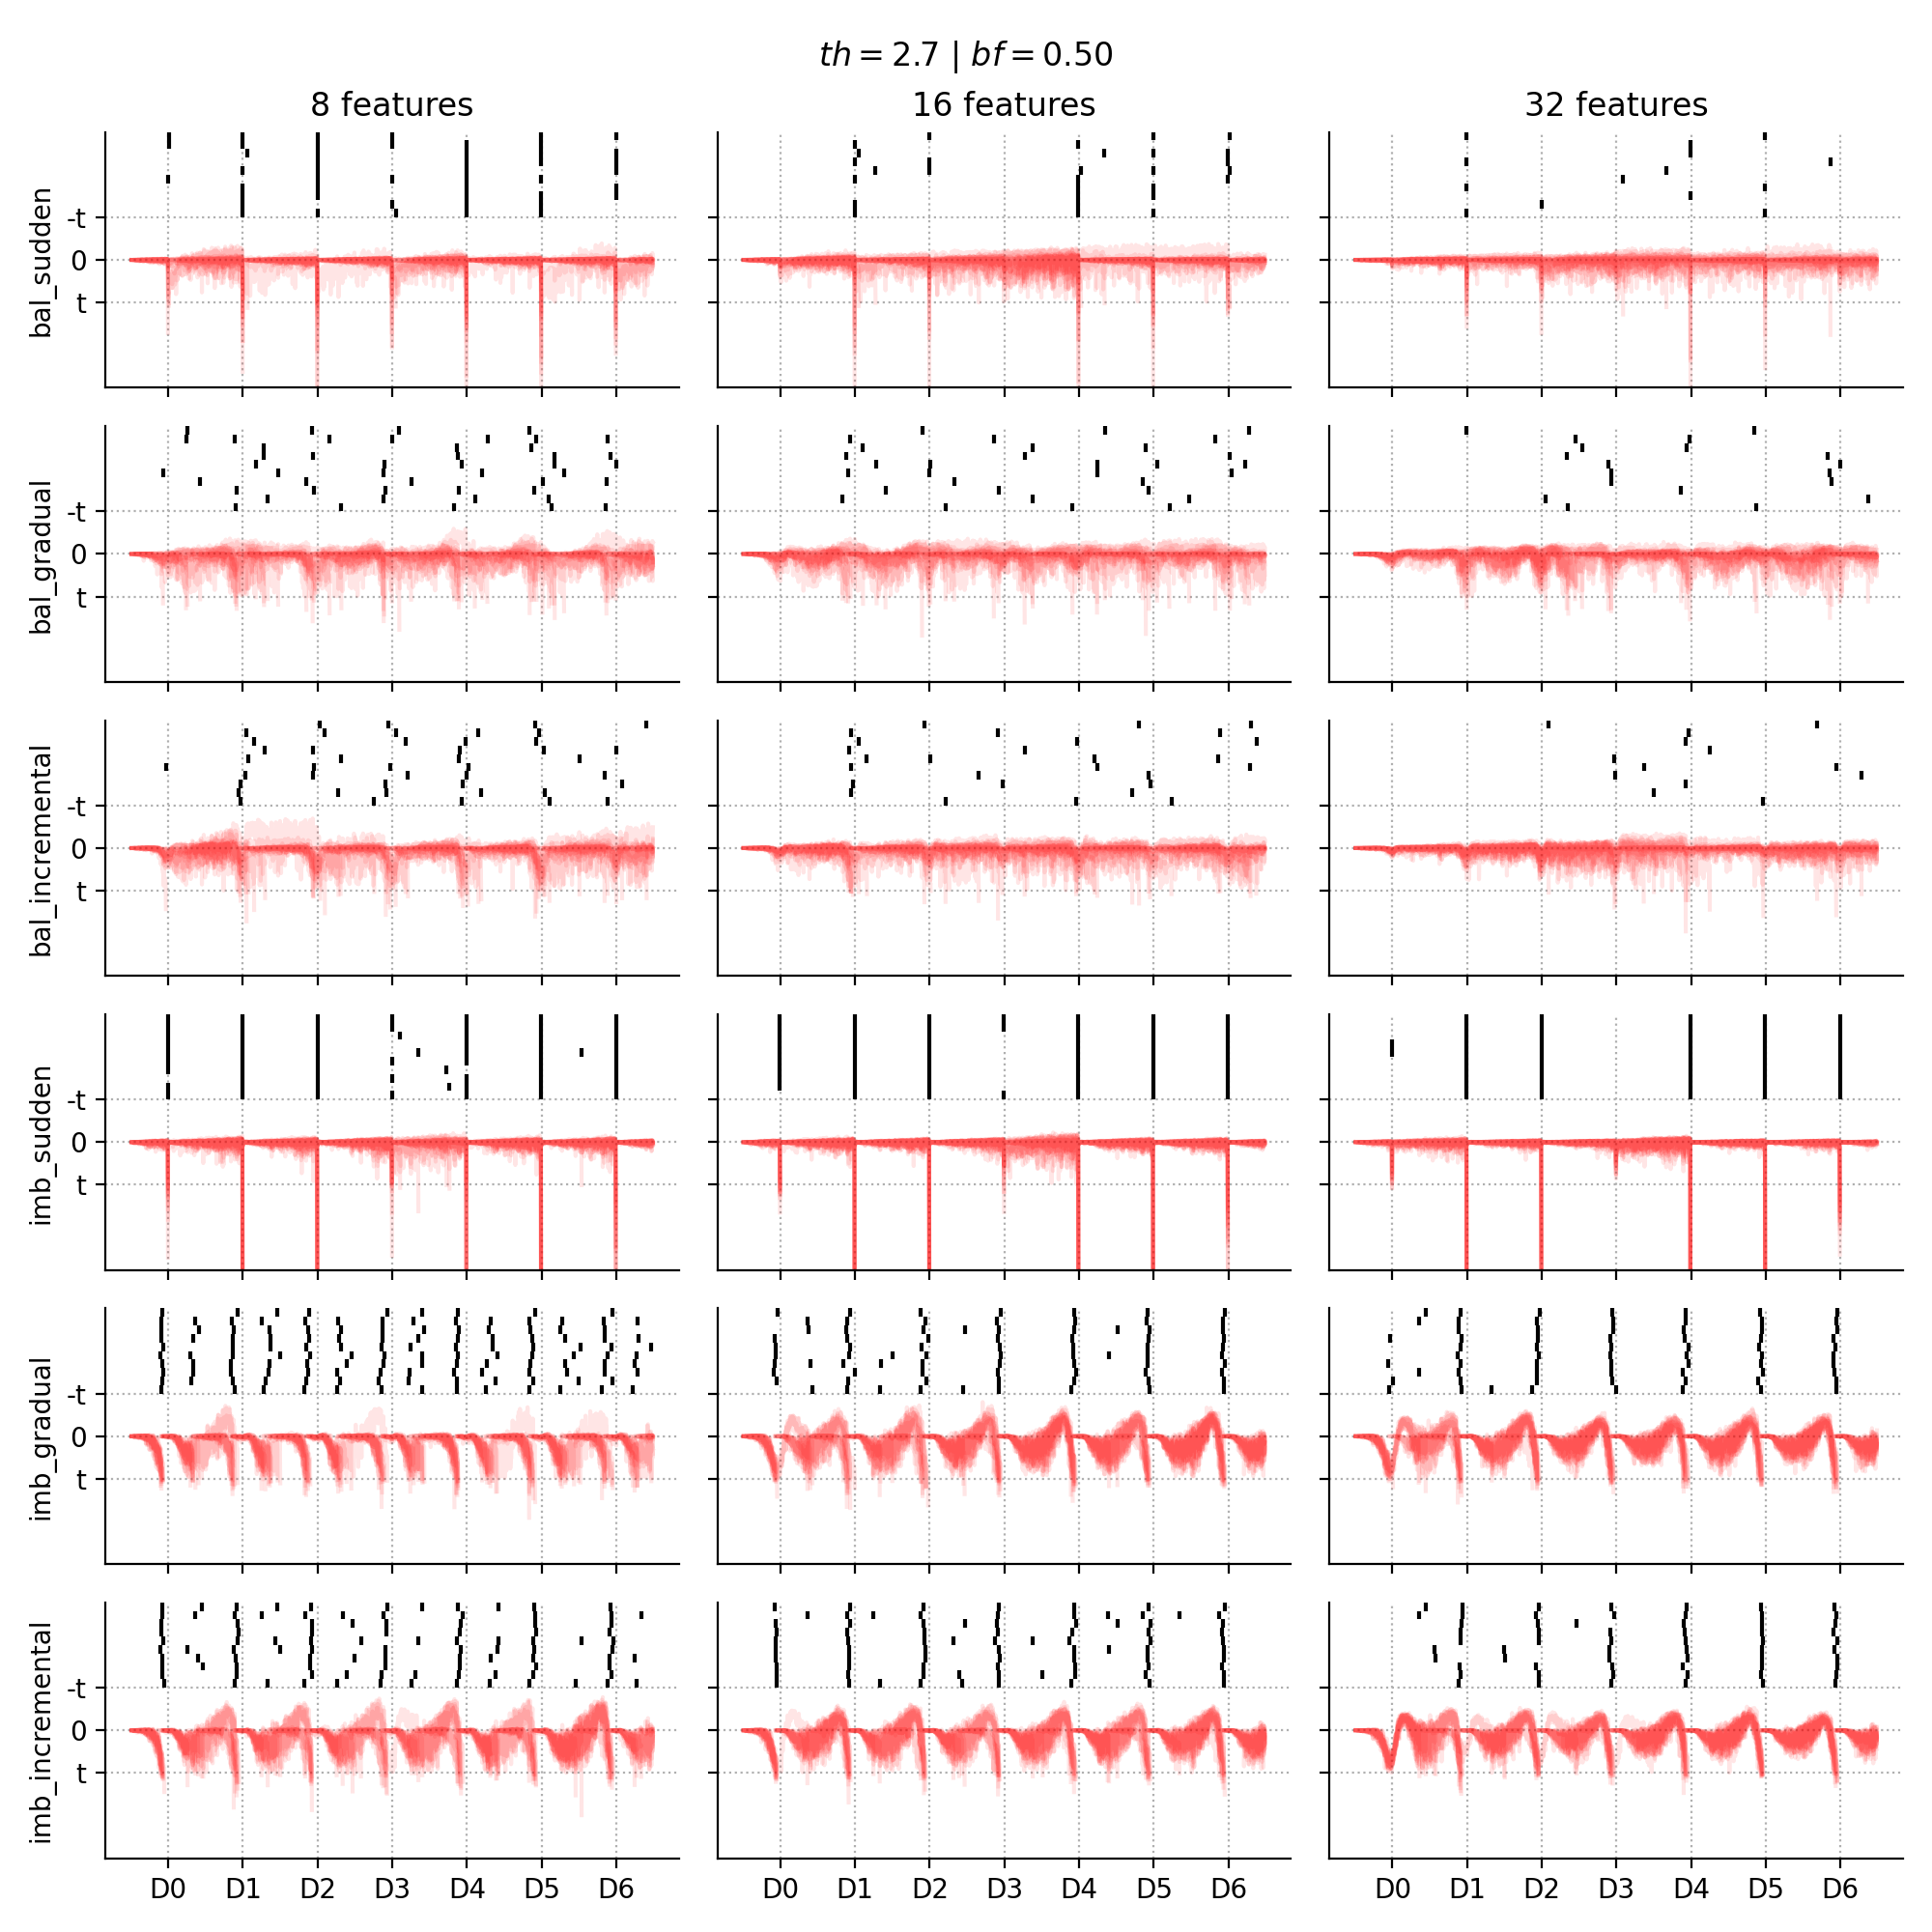 th = 2.7 | bf = 0.50
8 features 16 features 32 features
bal_sudden
-t
0
t
bal_gradual
-t
0
t
bal_incremental
-t
0
t
imb_sudden
-t
0
t
imb_gradual
-t
0
t
imb_incremental
-t
0
t
D0 D1 D2 D3 D4 D5 D6 D0 D1 D2 D3 D4 D5 D6 D0 D1 D2 D3 D4 D5 D6